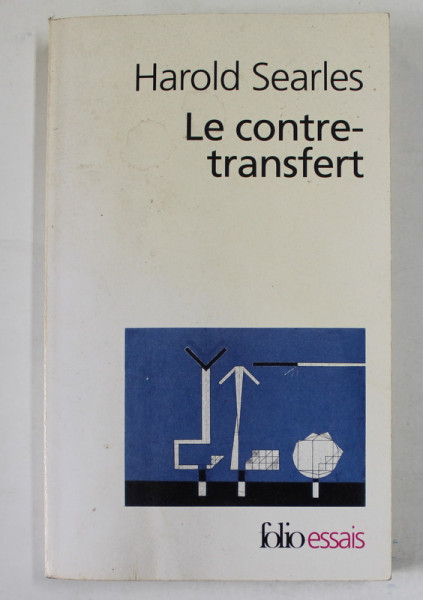 Harold Searles
Le contre-
transfert
folio essais